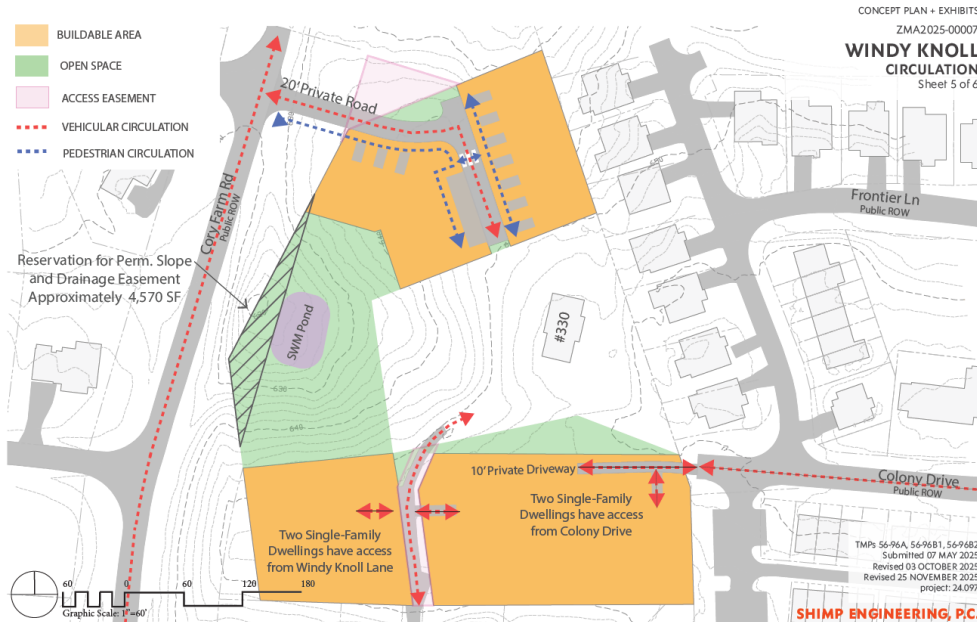 CONCEPT PLAN + EXHIBITS
ZMA2025-00007
WINDY KNOLL
CIRCULATION
Sheet 5 of 6
BUILDABLE AREA
OPEN SPACE
ACCESS EASEMENT
VEHICULAR CIRCULATION
PEDESTRIAN CIRCULATION
20' Private Road
Cory Farm Rd
Public ROW
Frontier Ln
Public ROW
Reservation for Perm. Slope
and Drainage Easement
Approximately 4,570 SF
SWM Pond
#330
640
10' Private Driveway
Colony Drive
Public ROW
Two Single-Family
Dwellings have access
from Windy Knoll Lane
Two Single-Family
Dwellings have access
from Colony Drive
TMPs 56-96A, 56-96B1, 56-96B2
Submitted 07 MAY 2025
Revised 03 OCTOBER 2025
Revised 25 NOVEMBER 2025
project: 24.097
60 0 60 120 180
Graphic Scale: 1"=60'
SHIMP ENGINEERING, P.C.